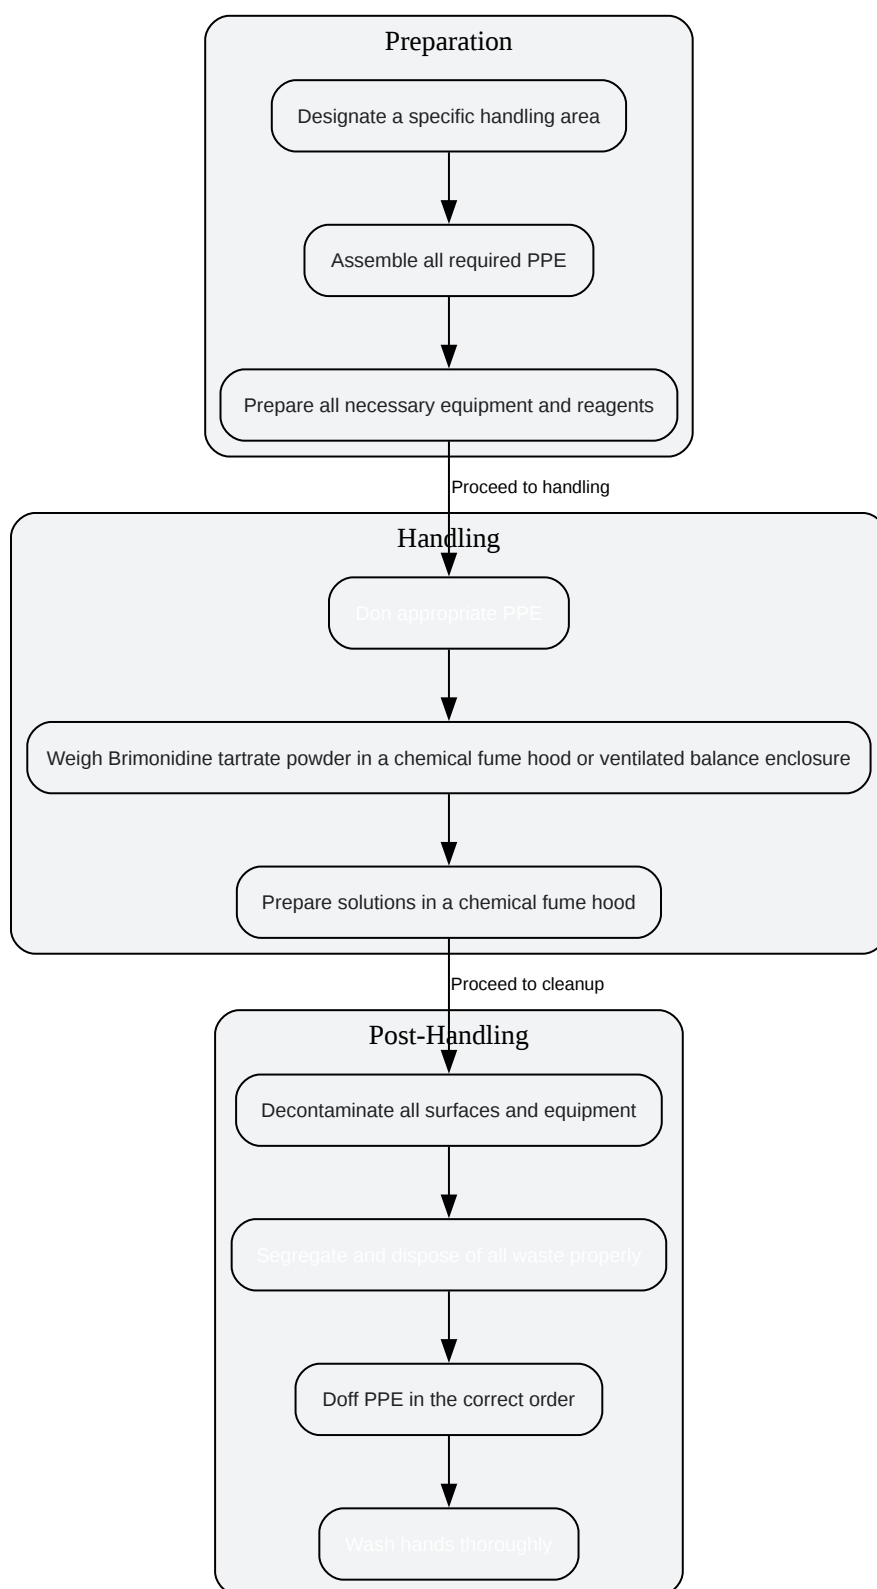 Preparation
Designate a specific handling area
Assemble all required PPE
Prepare all necessary equipment and reagents
Proceed to handling
Handling
Don appropriate PPE
Weigh Brimonidine tartrate powder in a chemical fume hood or ventilated balance enclosure
Prepare solutions in a chemical fume hood
Proceed to cleanup
Post-Handling
Decontaminate all surfaces and equipment
Segregate and dispose of all waste properly
Doff PPE in the correct order
Wash hands thoroughly